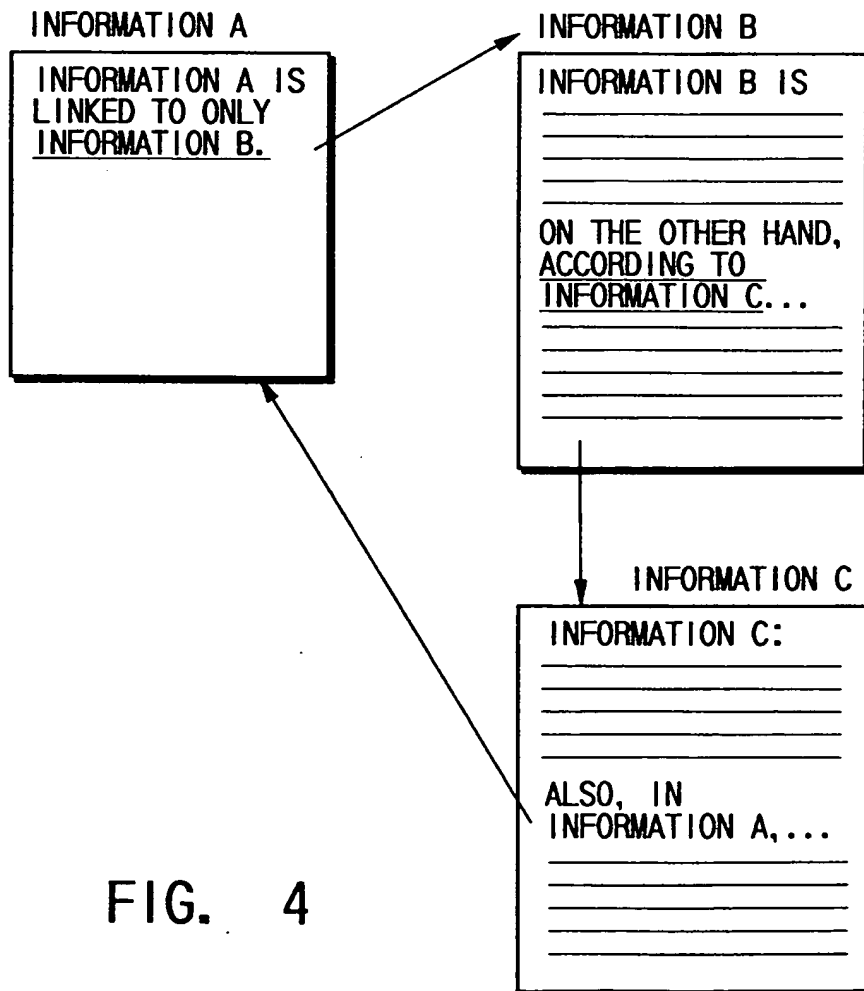 INFORMATION A
INFORMATION A IS
LINKED TO ONLY
INFORMATION B.
INFORMATION B
INFORMATION B IS
ON THE OTHER HAND,
ACCORDING TO
INFORMATION C...
INFORMATION C
INFORMATION C:
ALSO, IN
INFORMATION A,...
FIG. 4